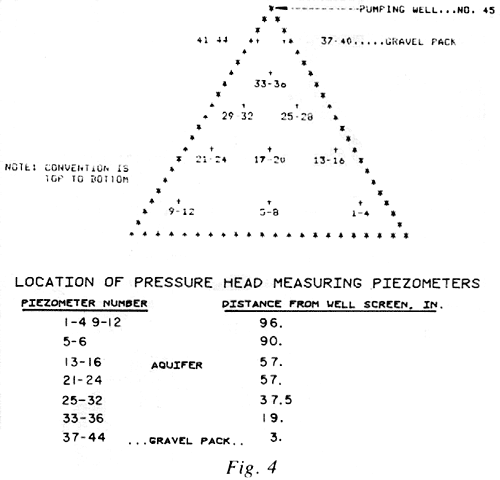 PUMPING WELL...NO. 45
41-44 37-40.....GRAVEL PACK
33-36
29-32 25-28
21-24 17-20 13-16
NOTE: CONVENTION IS
TOP TO BOTTOM
9-12 5-8 1-4
LOCATION OF PRESSURE HEAD MEASURING PIEZOMETERS
PIEZOMETER NUMBER DISTANCE FROM WELL SCREEN, IN.
1-4 9-12 96.
5-6 90.
13-16 AQUIFER 57.
21-24 57.
25-32 37.5
33-36 19.
37-44 ...GRAVEL PACK.. 3.
Fig. 4